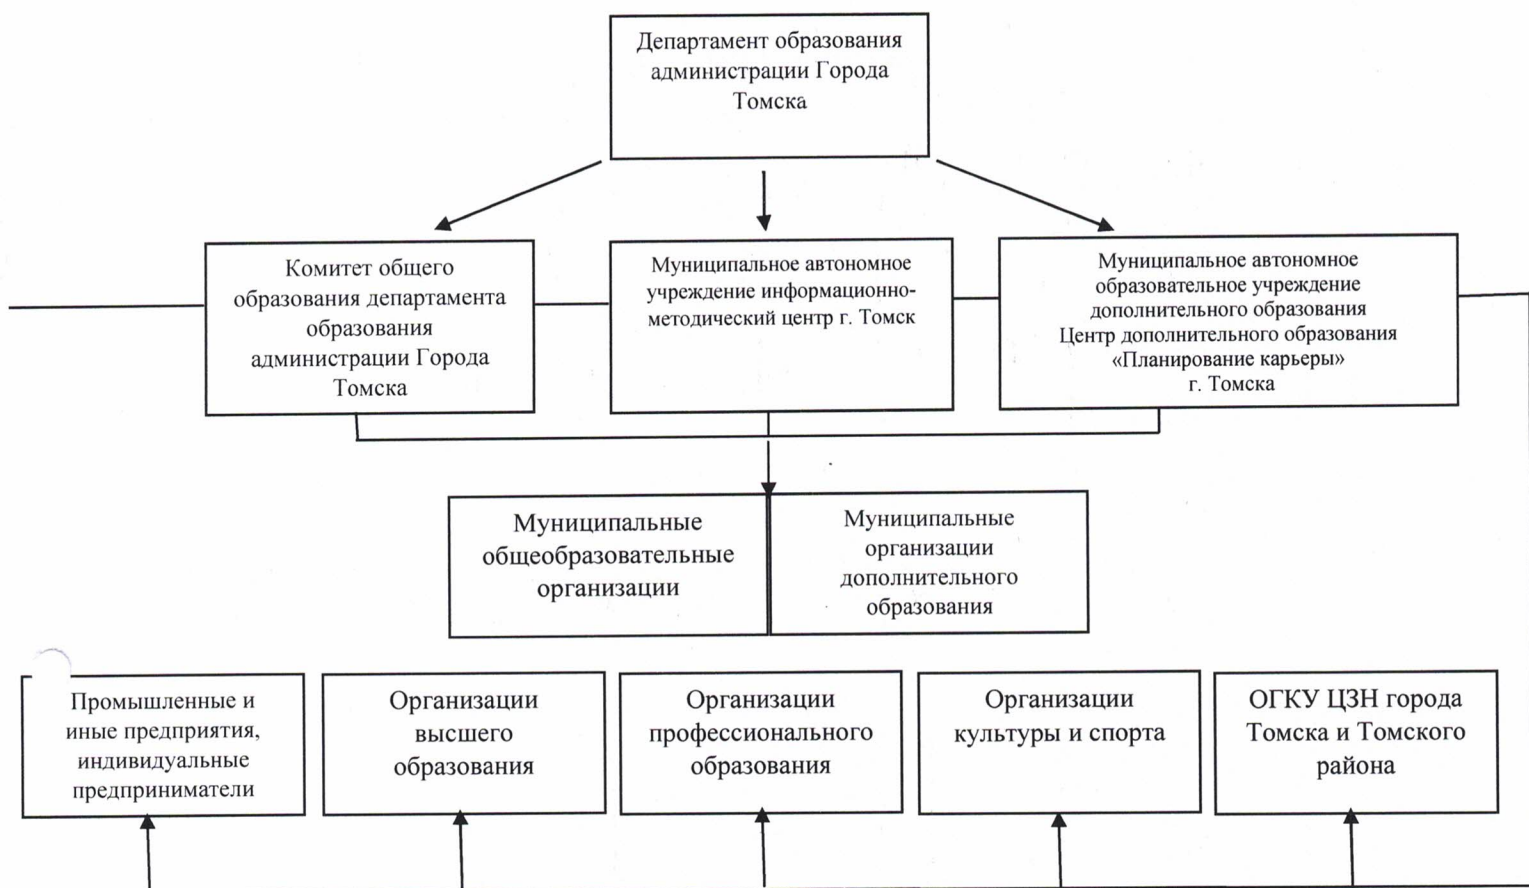 Департамент образования
администрации Города
Томска
Комитет общего
образования департамента
образования
администрации Города
Томска
Муниципальное автономное
учреждение информационно-
методический центр г. Томск
Муниципальное автономное
образовательное учреждение
дополнительного образования
Центр дополнительного образования
«Планирование карьеры»
г. Томска
Муниципальные
общеобразовательные
организации
Муниципальные
организации
дополнительного
образования
Промышленные и
иные предприятия,
индивидуальные
предприниматели
Организации
высшего
образования
Организации
профессионального
образования
Организации
культуры и спорта
ОГКУ ЦЗН города
Томска и Томского
района